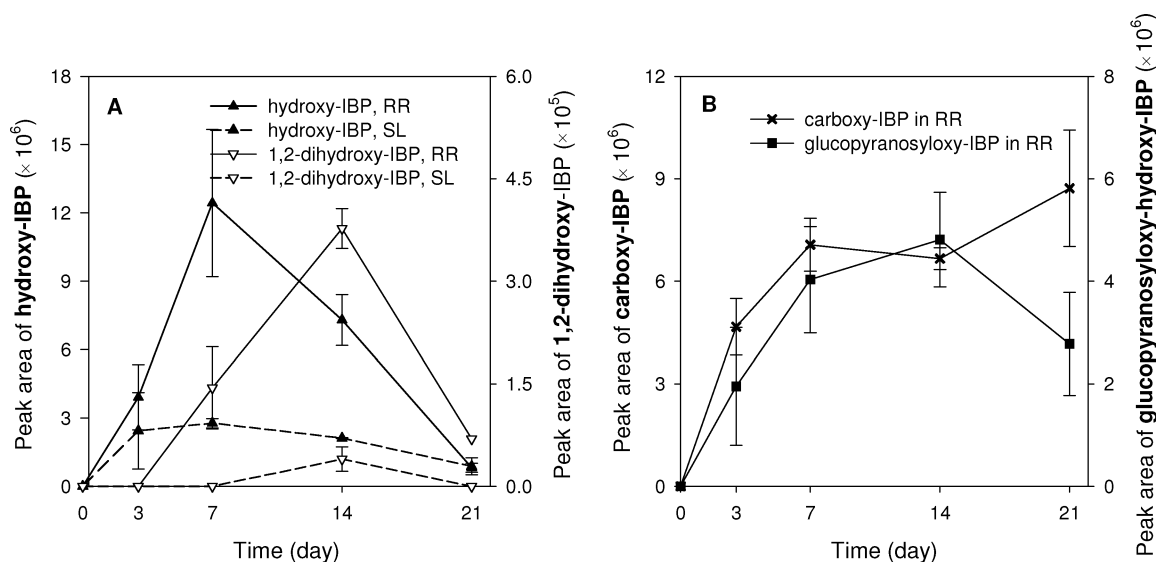 A
hydroxy-IBP, RR
hydroxy-IBP, SL
1,2-dihydroxy-IBP, RR
1,2-dihydroxy-IBP, SL
Peak area of hydroxy-IBP (× 10⁶)
18
15
12
9
6
3
0
6.0
4.5
3.0
1.5
0.0
Peak area of 1,2-dihydroxy-IBP (× 10⁵)
0 3 7 14 21
Time (day)
B
carboxy-IBP in RR
glucopyranosyloxy-IBP in RR
Peak area of carboxy-IBP (× 10⁶)
12
9
6
3
0
8
6
4
2
0
Peak area of glucopyranosyloxy-hydroxy-IBP (× 10⁶)
0 3 7 14 21
Time (day)